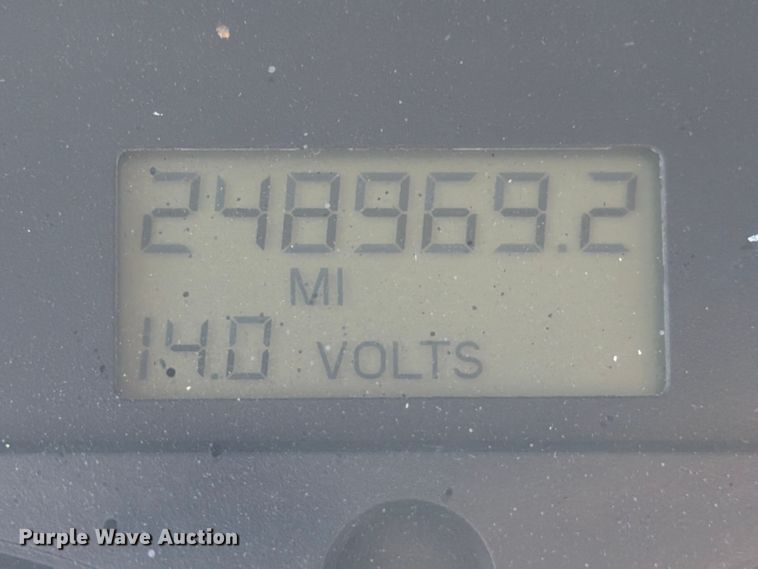 248969.2
MI
14.0 VOLTS
Purple Wave Auction